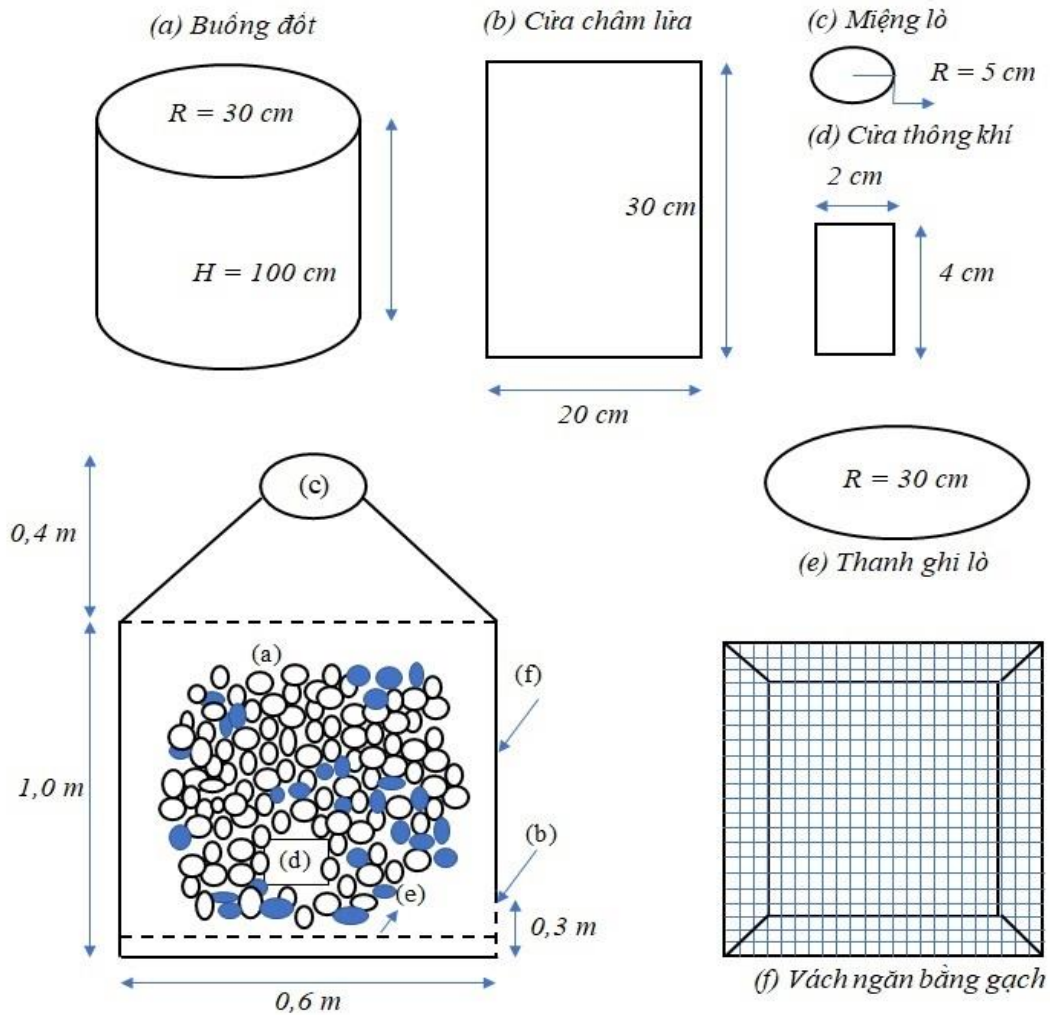 (a) Buồng đốt
(b) Cửa châm lửa
(c) Miệng lò
R = 30 cm
R = 5 cm
(d) Cửa thông khí
2 cm
30 cm
H = 100 cm
4 cm
20 cm
(c)
R = 30 cm
0,4 m
(e) Thanh ghi lò
(a)
(f)
1,0 m
(b)
(d)
(e)
0,3 m
0,6 m
(f) Vách ngăn bằng gạch